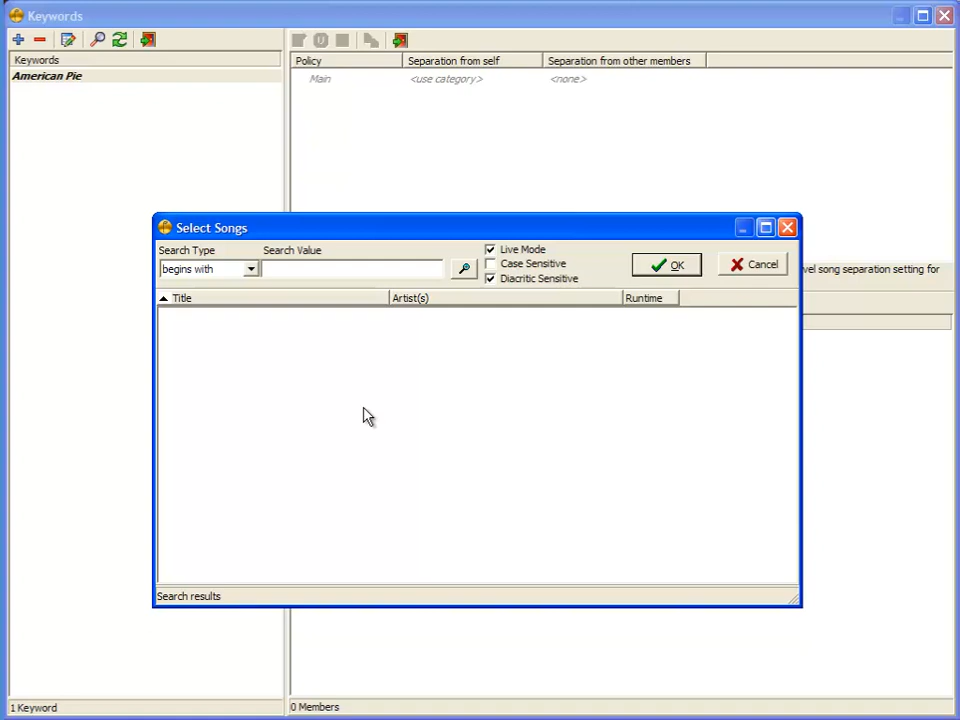 Keywords
Keywords
American Pie
Policy
Separation from self
Separation from other members
Main
<use category>
<none>
Select Songs
Search Type
Search Value
begins with
Live Mode
Case Sensitive
Diacritic Sensitive
OK
Cancel
vel song separation setting for
Title
Artist(s)
Runtime
Search results
1 Keyword
0 Members